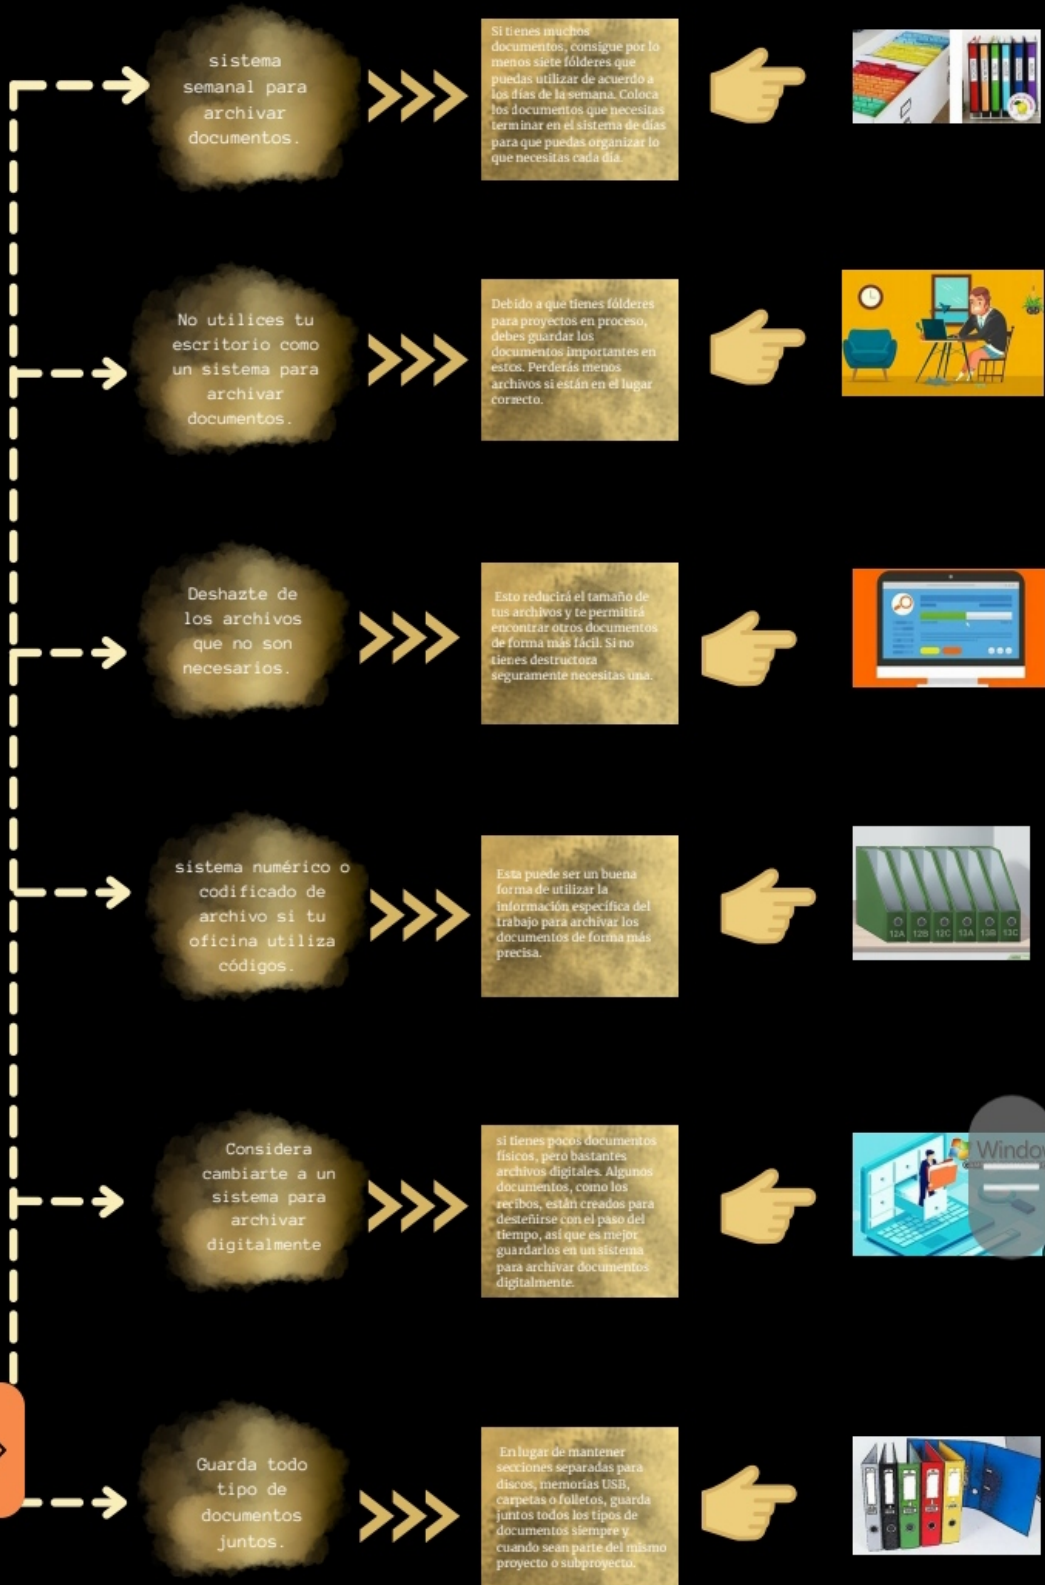 sistema
semanal para
archivar
documentos.
Si tienes muchos
documentos, consigue por lo
menos siete fólderes que
puedas utilizar de acuerdo a
los días de la semana. Coloca
los documentos que necesitas
terminar en el sistema de días
para que puedas organizar lo
que necesitas cada día.
No utilices tu
escritorio como
un sistema para
archivar
documentos.
Debido a que tienes fólderes
para proyectos en proceso,
debes guardar los
documentos importantes en
estos. Perderás menos
archivos si están en el lugar
correcto.
Deshazte de
los archivos
que no son
necesarios.
Esto reducirá el tamaño de
tus archivos y te permitirá
encontrar otros documentos
de forma más fácil. Si no
tienes destructora
seguramente necesitas una.
sistema numérico o
codificado de
archivo si tu
oficina utiliza
códigos.
Esta puede ser un buena
forma de utilizar la
información específica del
trabajo para archivar los
documentos de forma más
precisa.
12A 12B 12C 13A 13B 13C
Considera
cambiarte a un
sistema para
archivar
digitalmente
si tienes pocos documentos
físicos, pero bastantes
archivos digitales. Algunos
documentos, como los
recibos, están creados para
desteñirse con el paso del
tiempo, así que es mejor
guardarlos en un sistema
para archivar documentos
digitalmente.
Windo
Guarda todo
tipo de
documentos
juntos.
En lugar de mantener
secciones separadas para
discos, memorias USB,
carpetas o folletos, guarda
juntos todos los tipos de
documentos siempre y
cuando sean parte del mismo
proyecto o subproyecto.